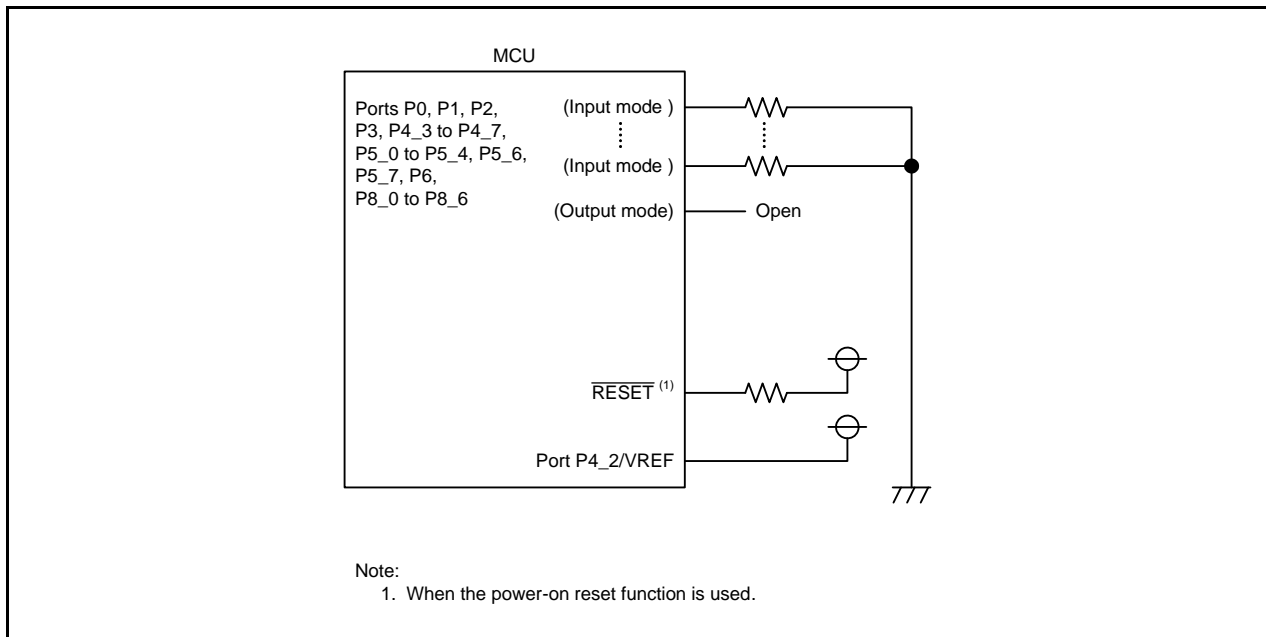 MCU
Ports P0, P1, P2,
P3, P4_3 to P4_7,
P5_0 to P5_4, P5_6,
P5_7, P6,
P8_0 to P8_6
(Input mode )
(Input mode )
(Output mode)
Open
RESET (1)
Port P4_2/VREF
Note:
1. When the power-on reset function is used.